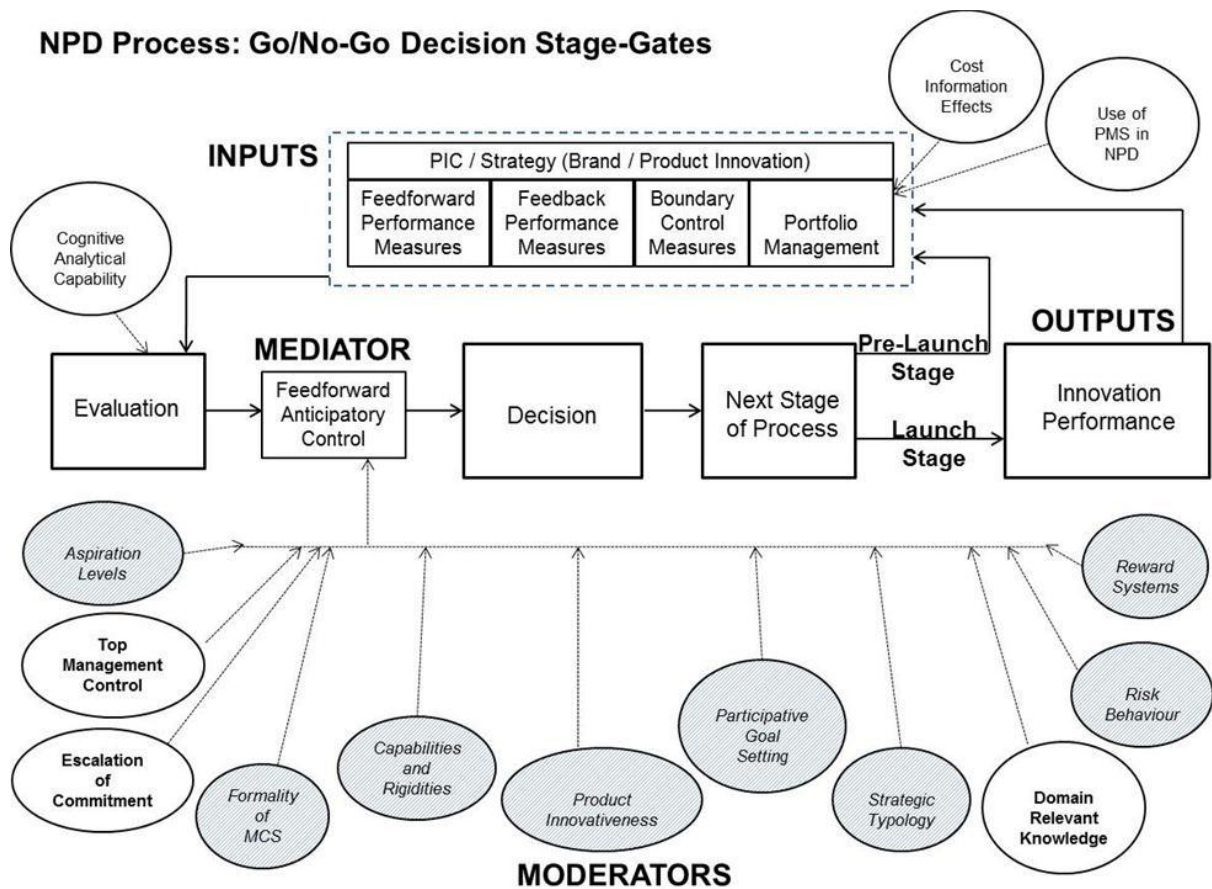 NPD Process: Go/No-Go Decision Stage-Gates
Cost
Information
Effects
Use of
PMS in
NPD
INPUTS
PIC / Strategy (Brand / Product Innovation)
Feedforward
Performance
Measures
Feedback
Performance
Measures
Boundary
Control
Measures
Portfolio
Management
Cognitive
Analytical
Capability
Evaluation
MEDIATOR
Feedforward
Anticipatory
Control
Decision
Next Stage
of Process
Pre-Launch
Stage
Launch
Stage
OUTPUTS
Innovation
Performance
Aspiration
Levels
Top
Management
Control
Escalation
of
Commitment
Formality
of
MCS
Capabilities
and
Rigidities
Product
Innovativeness
Participative
Goal
Setting
Strategic
Typology
Domain
Relevant
Knowledge
Risk
Behaviour
Reward
Systems
MODERATORS